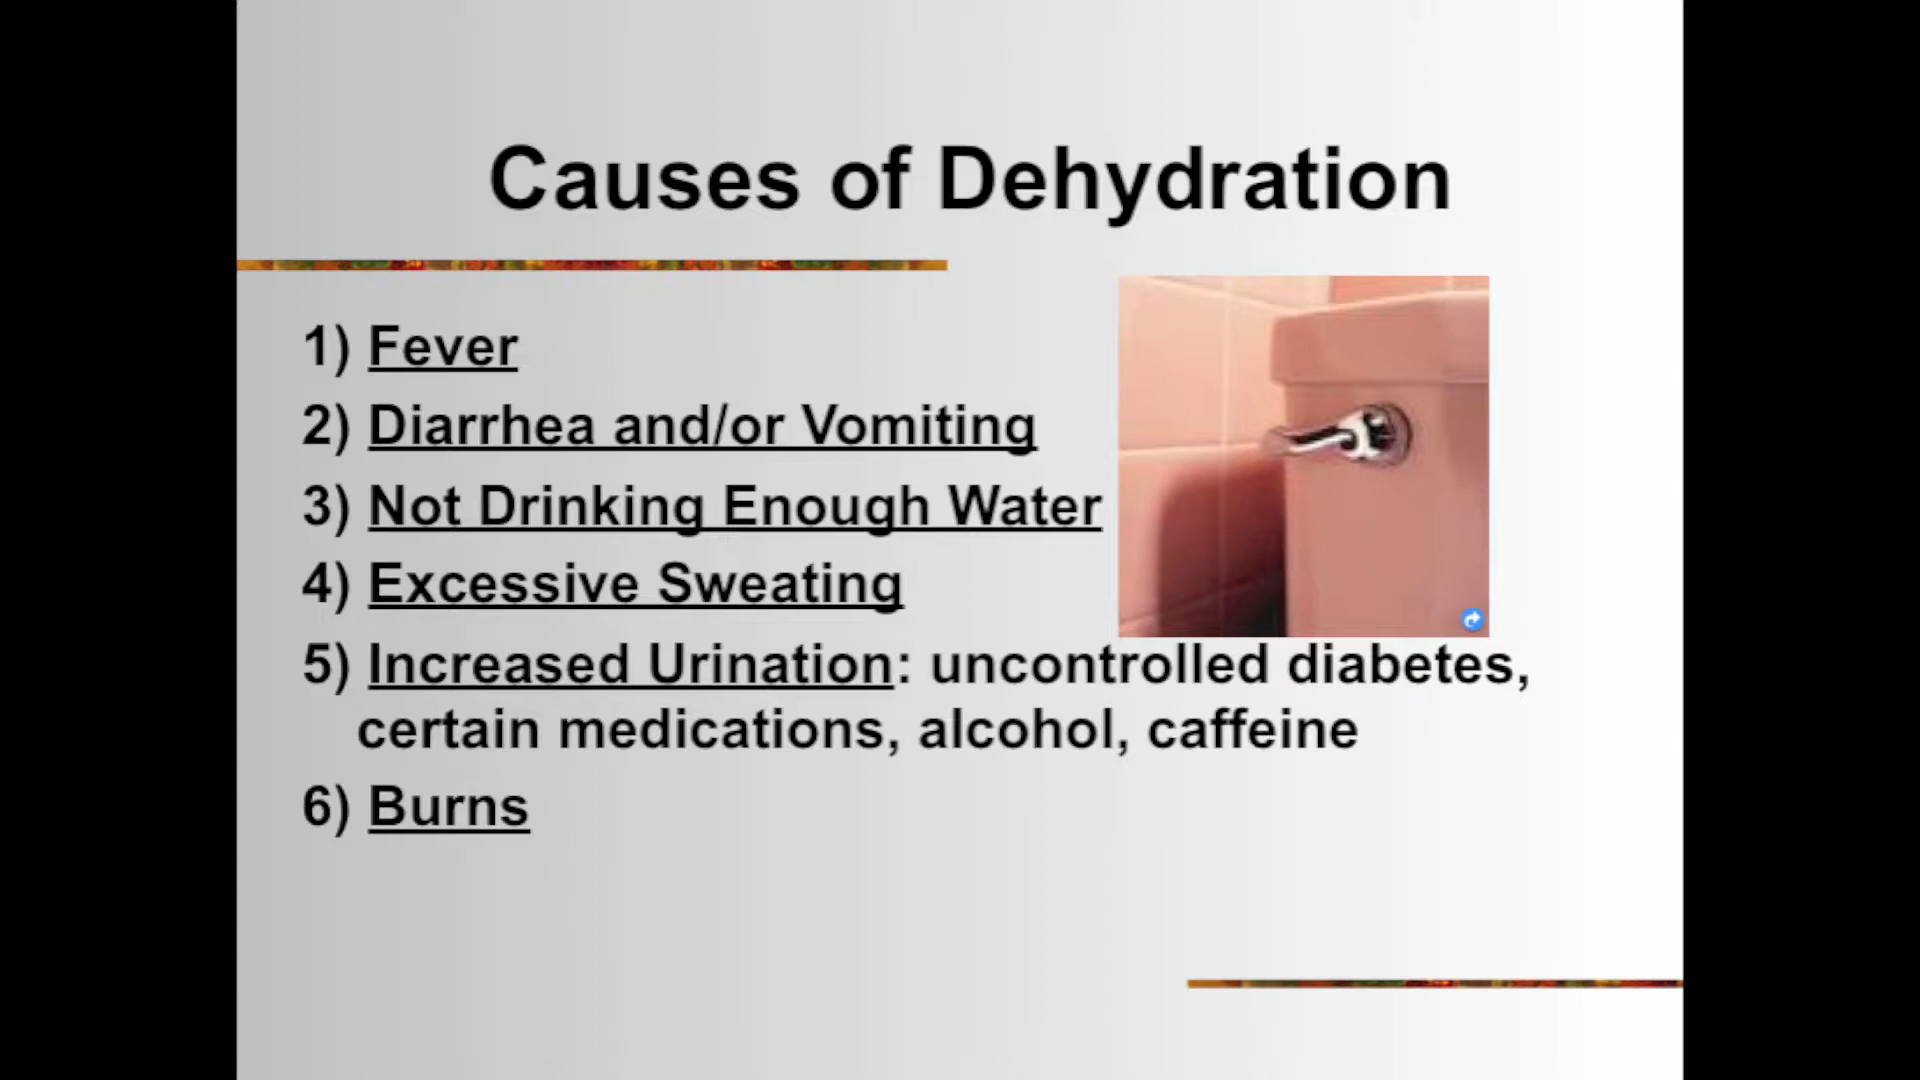 Causes of Dehydration
1) Fever
2) Diarrhea and/or Vomiting
3) Not Drinking Enough Water
4) Excessive Sweating
5) Increased Urination: uncontrolled diabetes,
certain medications, alcohol, caffeine
6) Burns